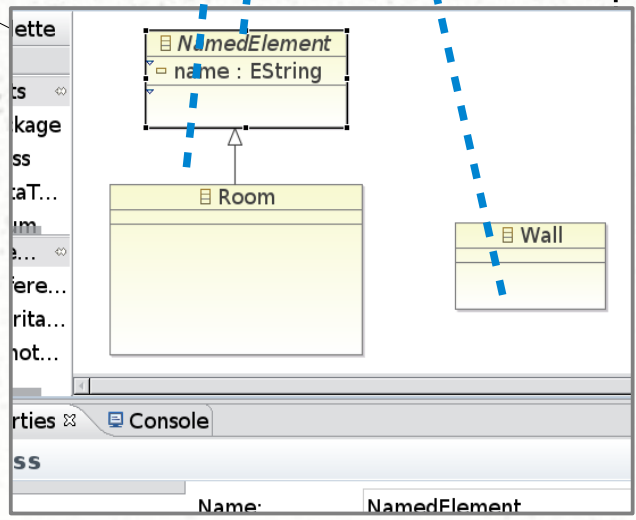 ette
NamedElement
name : EString
ts
kage
ss
Room
taT...
um
Wall
e...
fere...
rita...
not...
rties
Console
ss
Name:
NamedElement